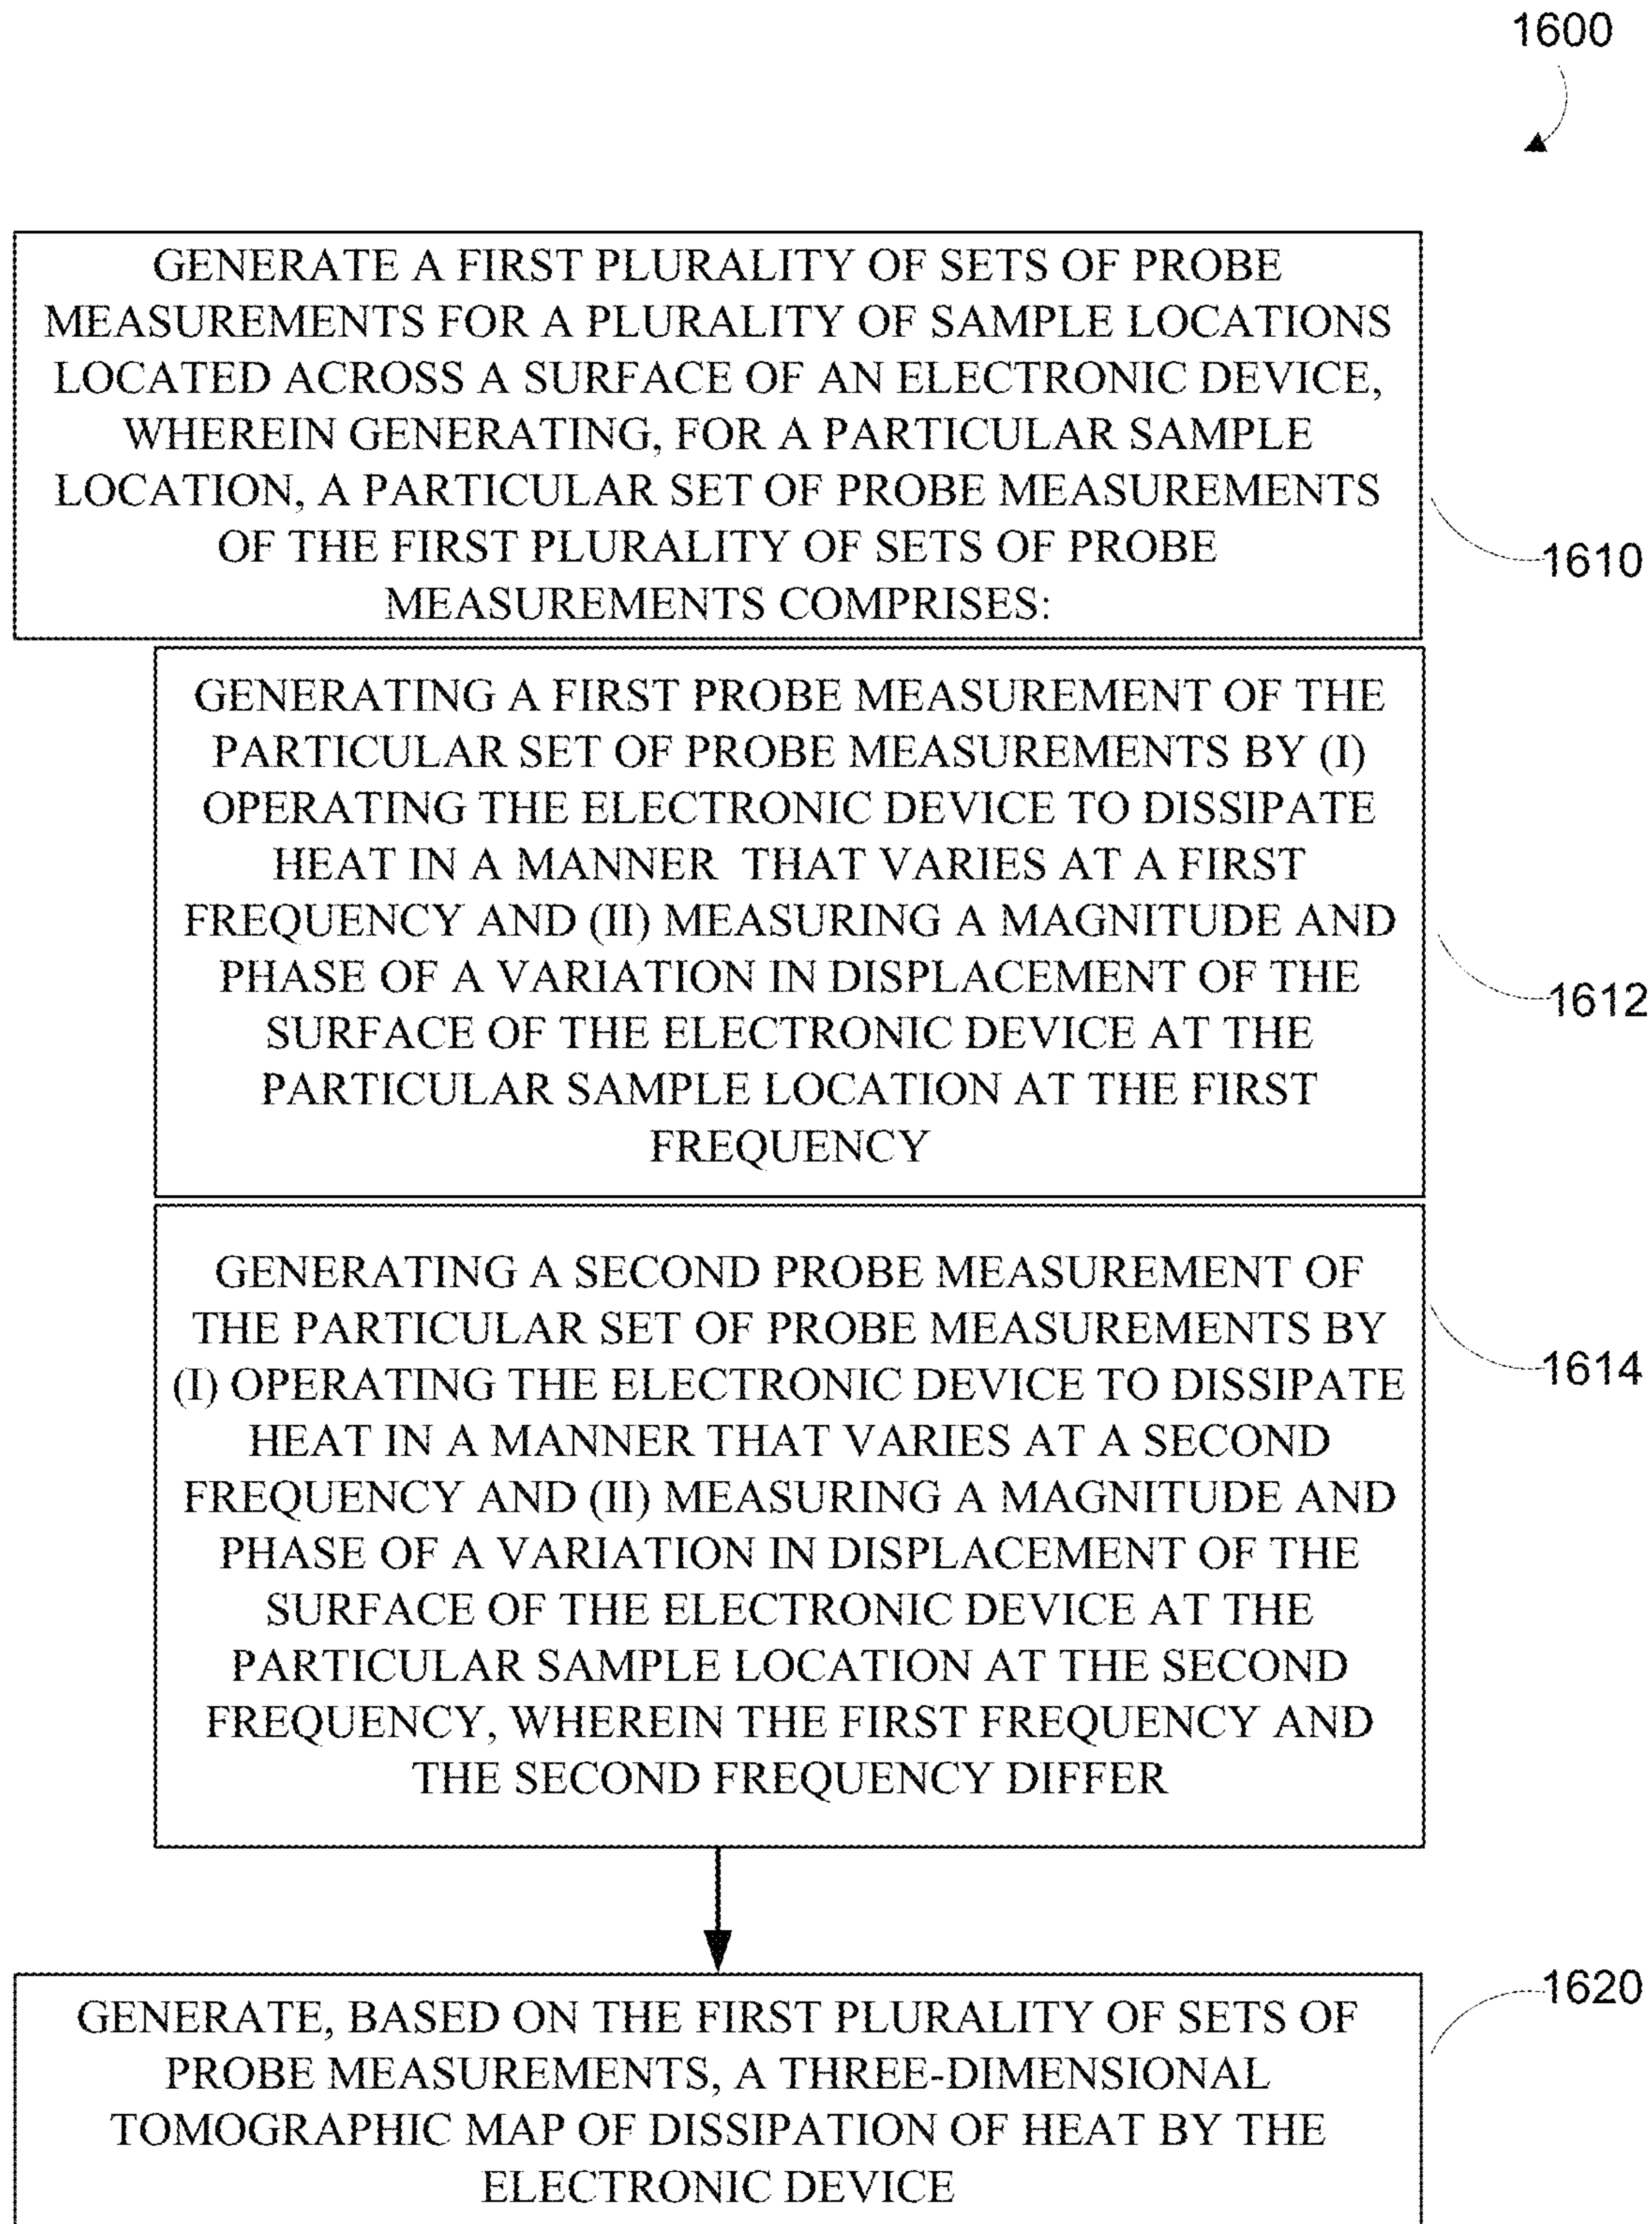 1600
GENERATE A FIRST PLURALITY OF SETS OF PROBE
MEASUREMENTS FOR A PLURALITY OF SAMPLE LOCATIONS
LOCATED ACROSS A SURFACE OF AN ELECTRONIC DEVICE,
WHEREIN GENERATING, FOR A PARTICULAR SAMPLE
LOCATION, A PARTICULAR SET OF PROBE MEASUREMENTS
OF THE FIRST PLURALITY OF SETS OF PROBE
MEASUREMENTS COMPRISES:
1610
GENERATING A FIRST PROBE MEASUREMENT OF THE
PARTICULAR SET OF PROBE MEASUREMENTS BY (I)
OPERATING THE ELECTRONIC DEVICE TO DISSIPATE
HEAT IN A MANNER THAT VARIES AT A FIRST
FREQUENCY AND (II) MEASURING A MAGNITUDE AND
PHASE OF A VARIATION IN DISPLACEMENT OF THE
SURFACE OF THE ELECTRONIC DEVICE AT THE
PARTICULAR SAMPLE LOCATION AT THE FIRST
FREQUENCY
1612
GENERATING A SECOND PROBE MEASUREMENT OF
THE PARTICULAR SET OF PROBE MEASUREMENTS BY
(I) OPERATING THE ELECTRONIC DEVICE TO DISSIPATE
HEAT IN A MANNER THAT VARIES AT A SECOND
FREQUENCY AND (II) MEASURING A MAGNITUDE AND
PHASE OF A VARIATION IN DISPLACEMENT OF THE
SURFACE OF THE ELECTRONIC DEVICE AT THE
PARTICULAR SAMPLE LOCATION AT THE SECOND
FREQUENCY, WHEREIN THE FIRST FREQUENCY AND
THE SECOND FREQUENCY DIFFER
1614
GENERATE, BASED ON THE FIRST PLURALITY OF SETS OF
PROBE MEASUREMENTS, A THREE-DIMENSIONAL
TOMOGRAPHIC MAP OF DISSIPATION OF HEAT BY THE
ELECTRONIC DEVICE
1620